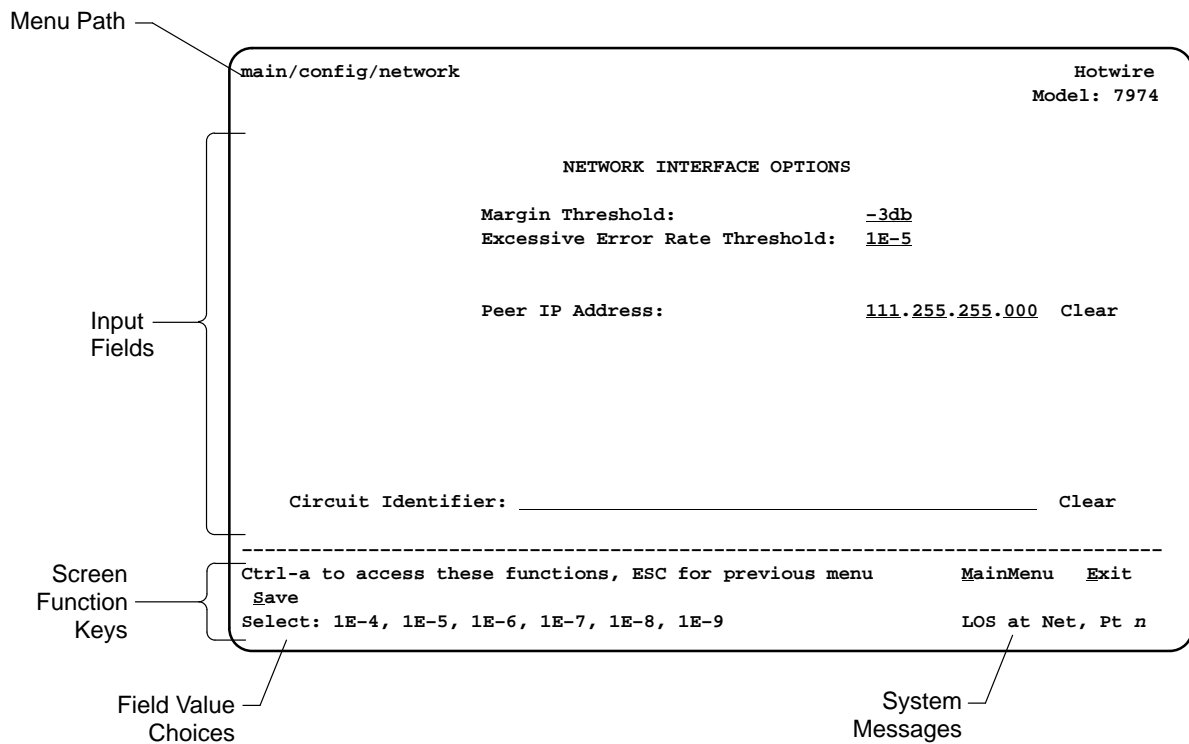 Menu Path
main/config/network Hotwire
Model: 7974
NETWORK INTERFACE OPTIONS
Margin Threshold: –3db
Excessive Error Rate Threshold: 1E–5
Peer IP Address: 111.255.255.000 Clear
Input
Fields
Circuit Identifier: Clear
--------------------------------------------------------------------------------
Screen
Function
Keys
Ctrl-a to access these functions, ESC for previous menu MainMenu Exit
Save
Select: 1E–4, 1E–5, 1E–6, 1E–7, 1E–8, 1E–9 LOS at Net, Pt n
Field Value
Choices
System
Messages